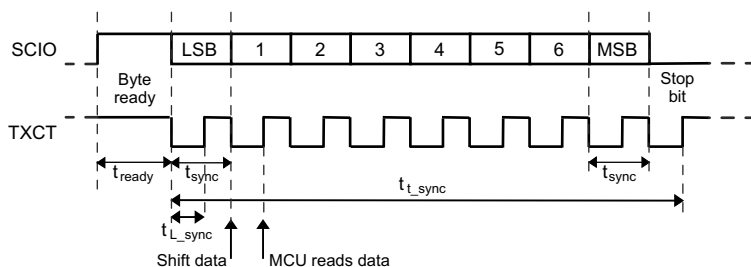 SCIO LSB 1 2 3 4 5 6 MSB
Byte ready
Stop bit
TXCT
tready tsync tsync
tt_sync
tL_sync
Shift data MCU reads data